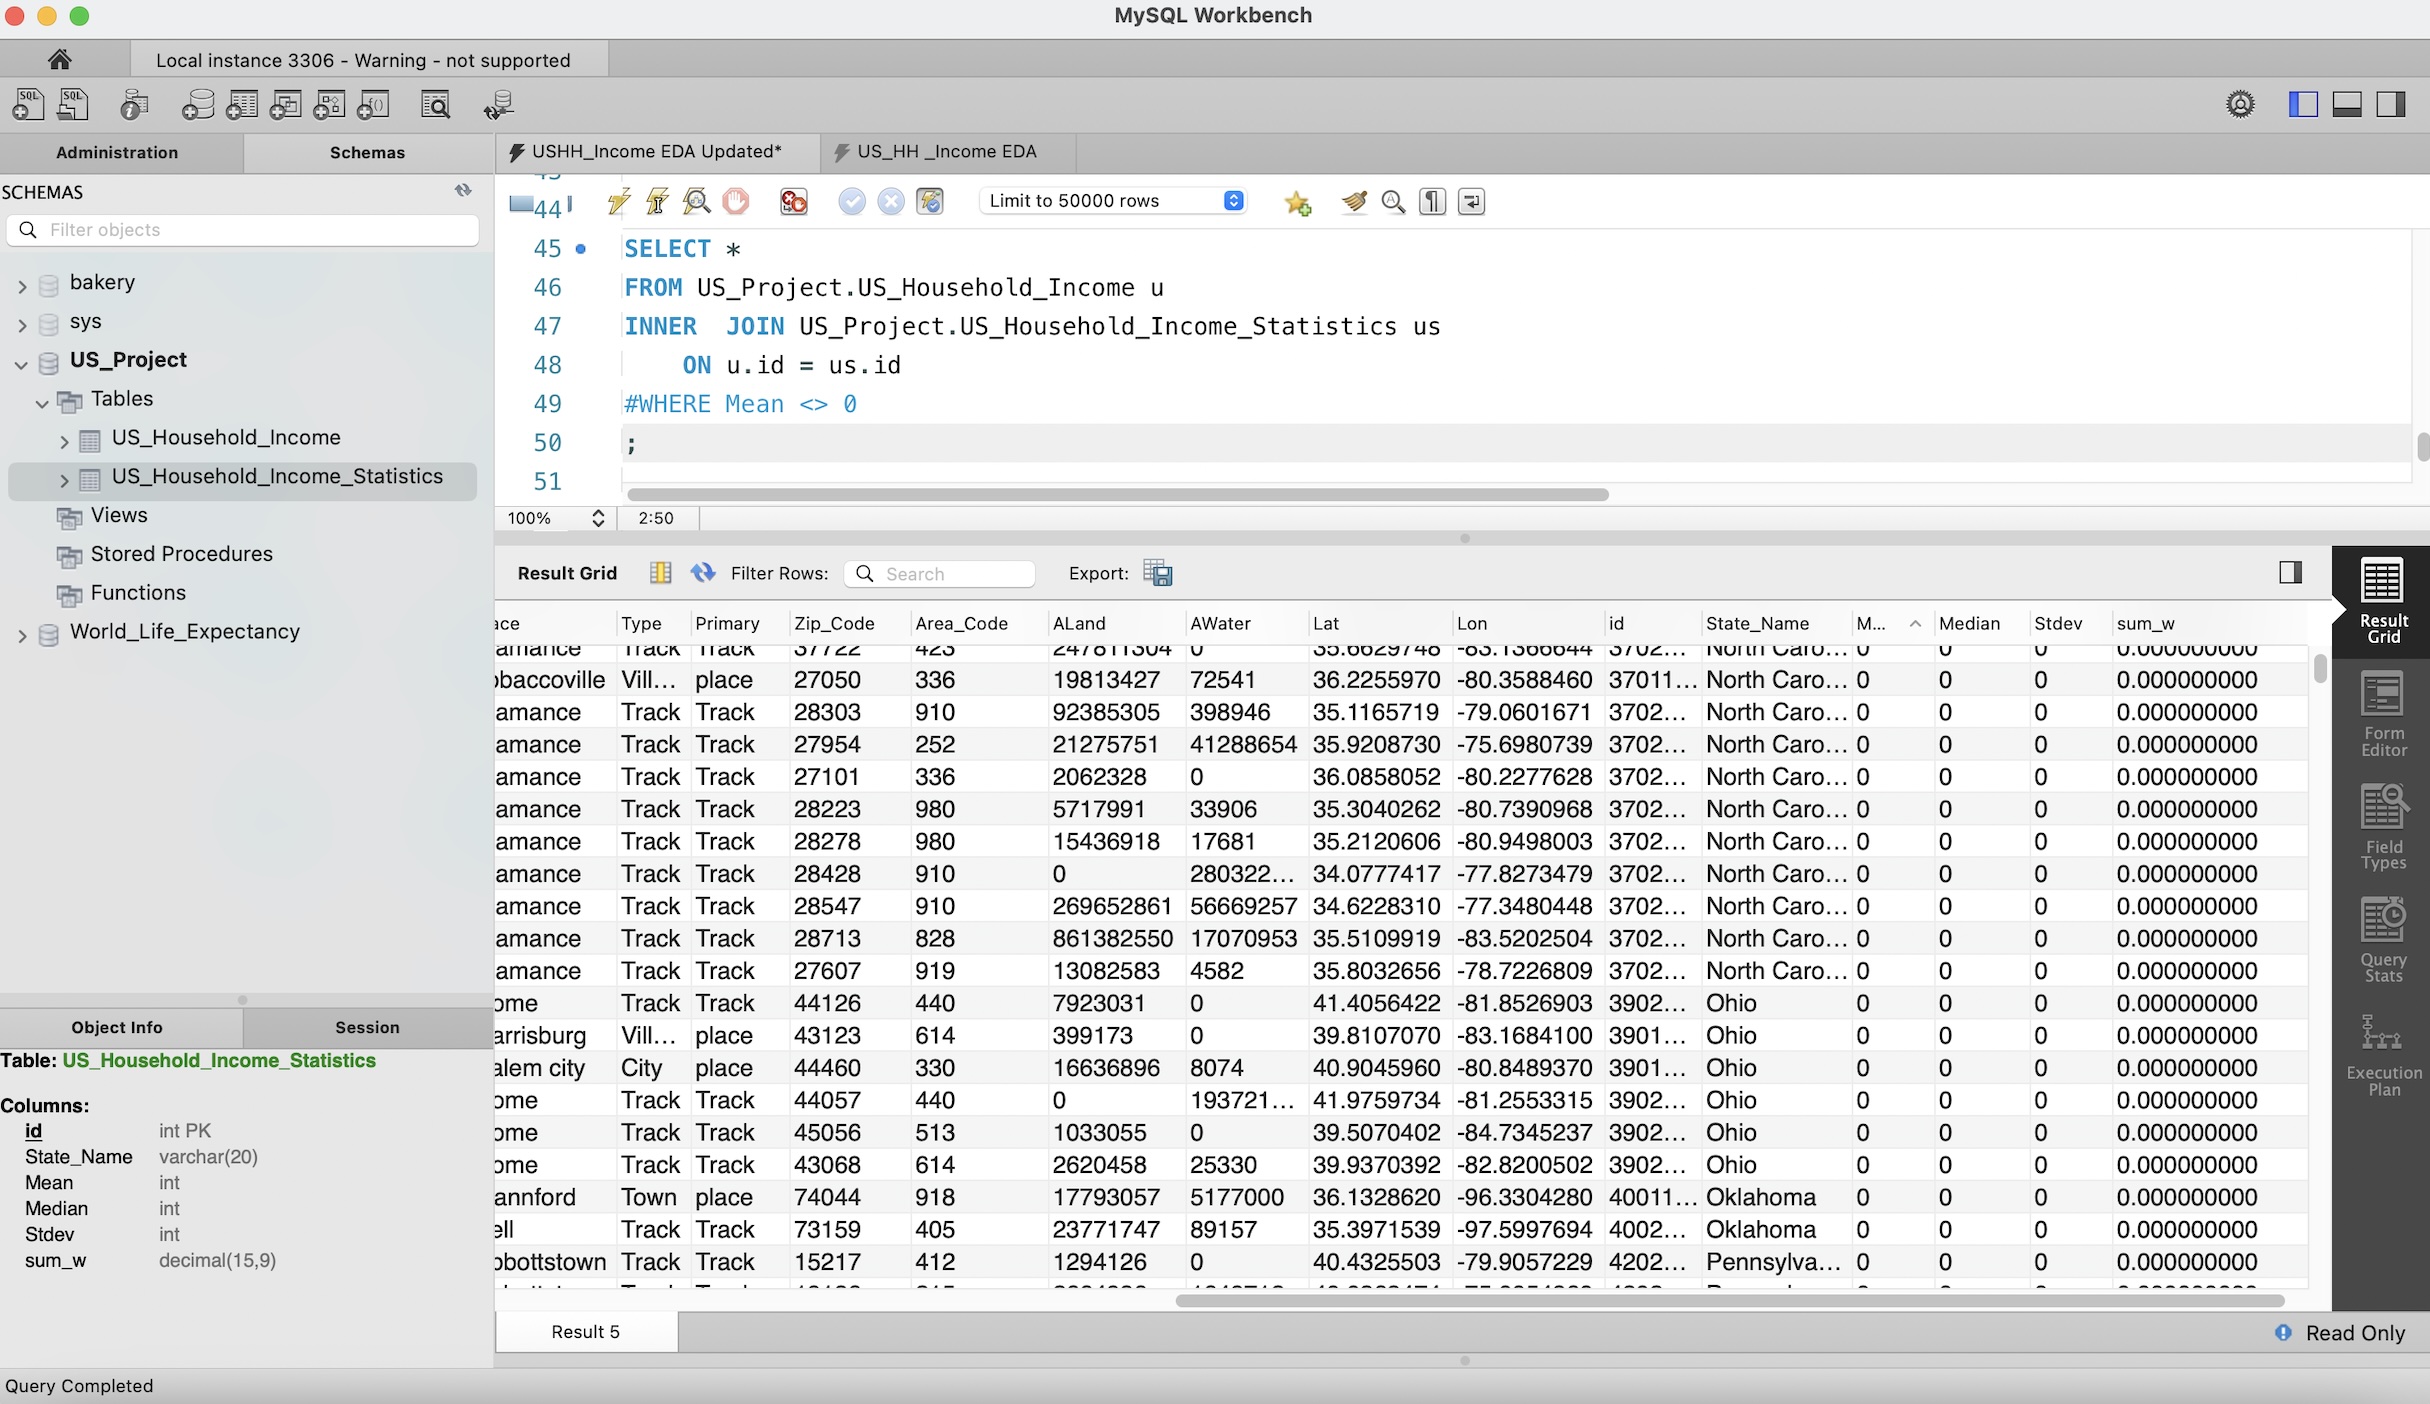 MySQL Workbench
Local instance 3306 - Warning - not supported
Administration Schemas
USHH_Income EDA Updated* US_HH _Income EDA
SCHEMAS
Filter objects
bakery
sys
US_Project
Tables
US_Household_Income
US_Household_Income_Statistics
Views
Stored Procedures
Functions
World_Life_Expectancy
Object Info Session
Table: US_Household_Income_Statistics
Columns:
id int PK
State_Name varchar(20)
Mean int
Median int
Stdev int
sum_w decimal(15,9)
44 Limit to 50000 rows
45 SELECT *
46 FROM US_Project.US_Household_Income u
47 INNER  JOIN US_Project.US_Household_Income_Statistics us
48 ON u.id = us.id
49 #WHERE Mean <> 0
50 ;
51
100% 2:50
Result Grid Filter Rows: Search Export:
ace Type Primary Zip_Code Area_Code ALand AWater Lat Lon id State_Name M... Median Stdev sum_w
amance Track Track 37722 423 247811304 0 35.6629748 -83.1366644 3702... North Caro... 0 0 0 0.000000000
obaccoville Vill... place 27050 336 19813427 72541 36.2255970 -80.3588460 37011... North Caro... 0 0 0 0.000000000
amance Track Track 28303 910 92385305 398946 35.1165719 -79.0601671 3702... North Caro... 0 0 0 0.000000000
amance Track Track 27954 252 21275751 41288654 35.9208730 -75.6980739 3702... North Caro... 0 0 0 0.000000000
amance Track Track 27101 336 2062328 0 36.0858052 -80.2277628 3702... North Caro... 0 0 0 0.000000000
amance Track Track 28223 980 5717991 33906 35.3040262 -80.7390968 3702... North Caro... 0 0 0 0.000000000
amance Track Track 28278 980 15436918 17681 35.2120606 -80.9498003 3702... North Caro... 0 0 0 0.000000000
amance Track Track 28428 910 0 280322... 34.0777417 -77.8273479 3702... North Caro... 0 0 0 0.000000000
amance Track Track 28547 910 269652861 56669257 34.6228310 -77.3480448 3702... North Caro... 0 0 0 0.000000000
amance Track Track 28713 828 861382550 17070953 35.5109919 -83.5202504 3702... North Caro... 0 0 0 0.000000000
amance Track Track 27607 919 13082583 4582 35.8032656 -78.7226809 3702... North Caro... 0 0 0 0.000000000
ome Track Track 44126 440 7923031 0 41.4056422 -81.8526903 3902... Ohio 0 0 0 0.000000000
arrisburg Vill... place 43123 614 399173 0 39.8107070 -83.1684100 3901... Ohio 0 0 0 0.000000000
alem city City place 44460 330 16636896 8074 40.9045960 -80.8489370 3901... Ohio 0 0 0 0.000000000
ome Track Track 44057 440 0 193721... 41.9759734 -81.2553315 3902... Ohio 0 0 0 0.000000000
ome Track Track 45056 513 1033055 0 39.5070402 -84.7345237 3902... Ohio 0 0 0 0.000000000
ome Track Track 43068 614 2620458 25330 39.9370392 -82.8200502 3902... Ohio 0 0 0 0.000000000
annford Town place 74044 918 17793057 5177000 36.1328620 -96.3304280 40011... Oklahoma 0 0 0 0.000000000
ell Track Track 73159 405 23771747 89157 35.3971539 -97.5997694 4002... Oklahoma 0 0 0 0.000000000
bbottstown Track Track 15217 412 1294126 0 40.4325503 -79.9057229 4202... Pennsylva... 0 0 0 0.000000000
Result
Grid
Form
Editor
Field
Types
Query
Stats
Execution
Plan
Result 5 Read Only
Query Completed